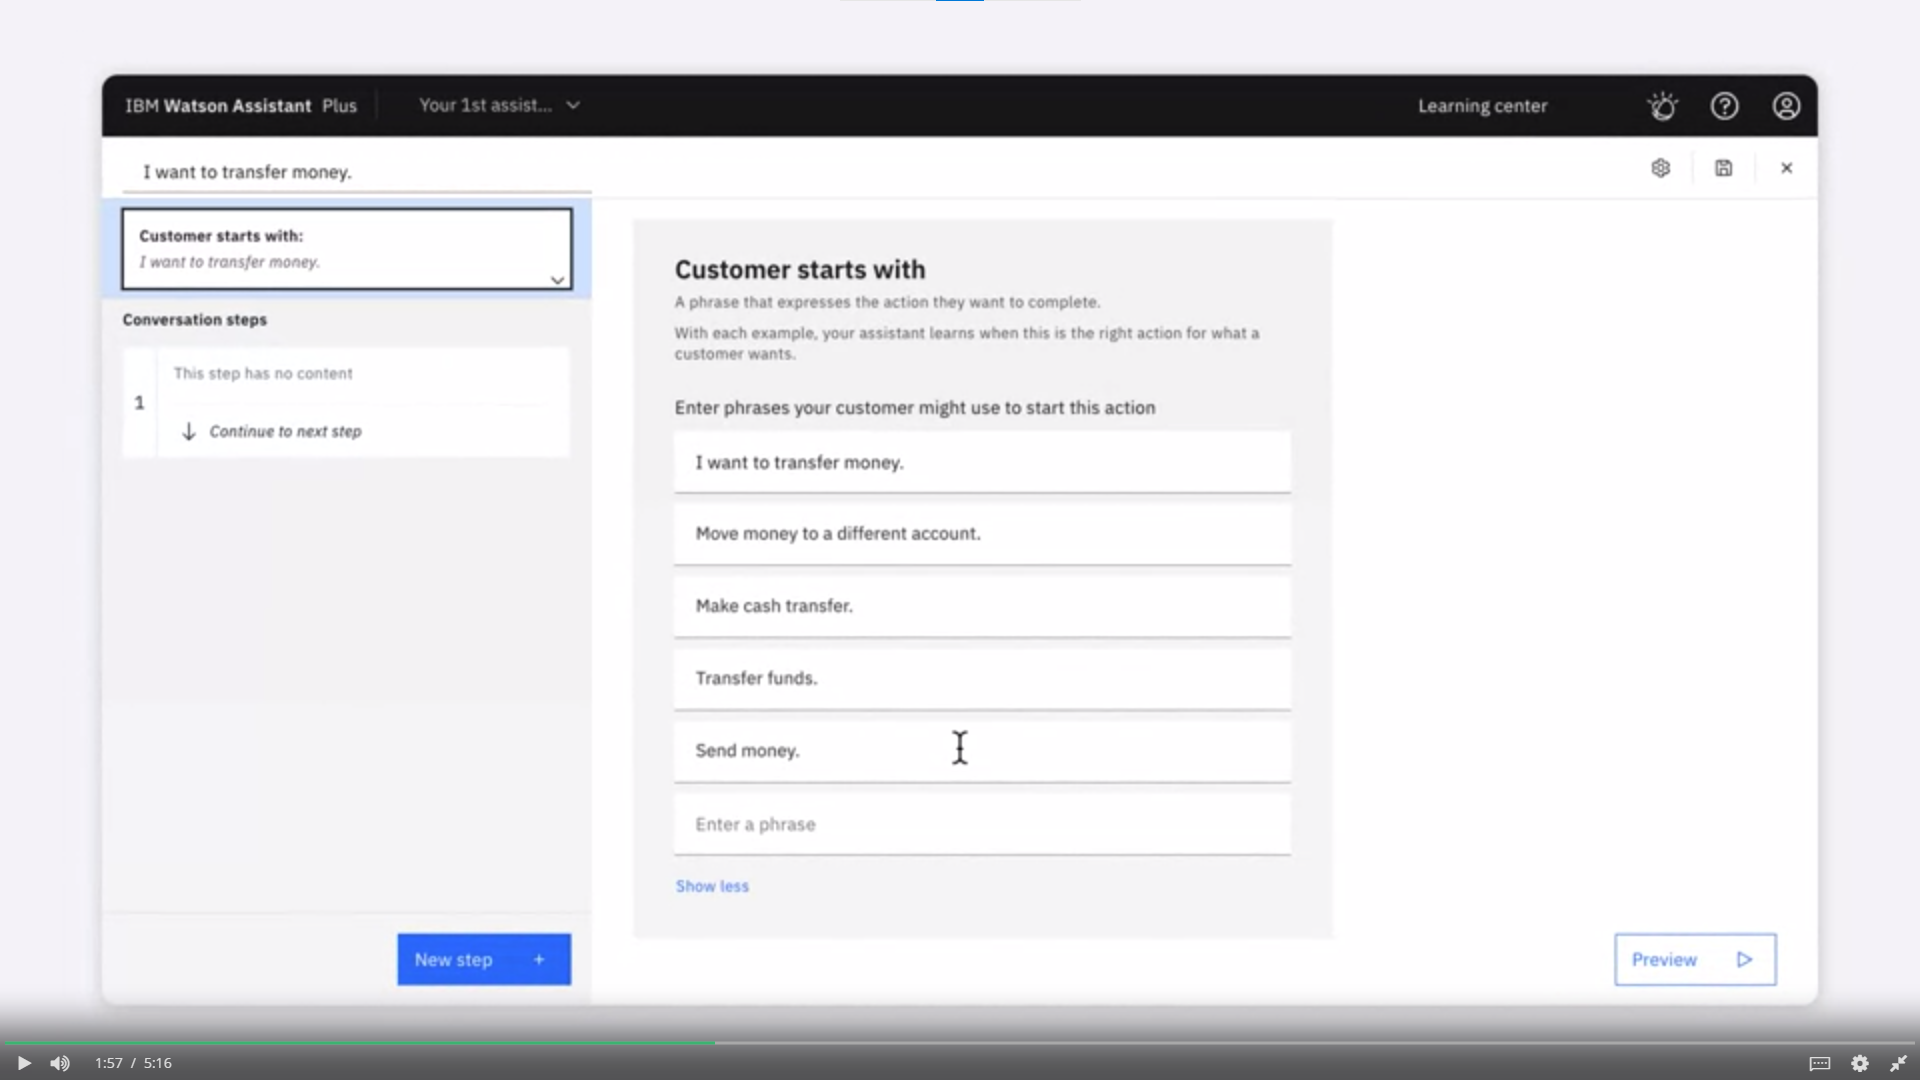 IBM Watson Assistant Plus
Your 1st assist...
Learning center
I want to transfer money.
Customer starts with:
I want to transfer money.
Conversation steps
1
This step has no content
Continue to next step
New step +
Customer starts with
A phrase that expresses the action they want to complete.
With each example, your assistant learns when this is the right action for what a
customer wants.
Enter phrases your customer might use to start this action
I want to transfer money.
Move money to a different account.
Make cash transfer.
Transfer funds.
Send money.
Enter a phrase
Show less
Preview
1:57 / 5:16